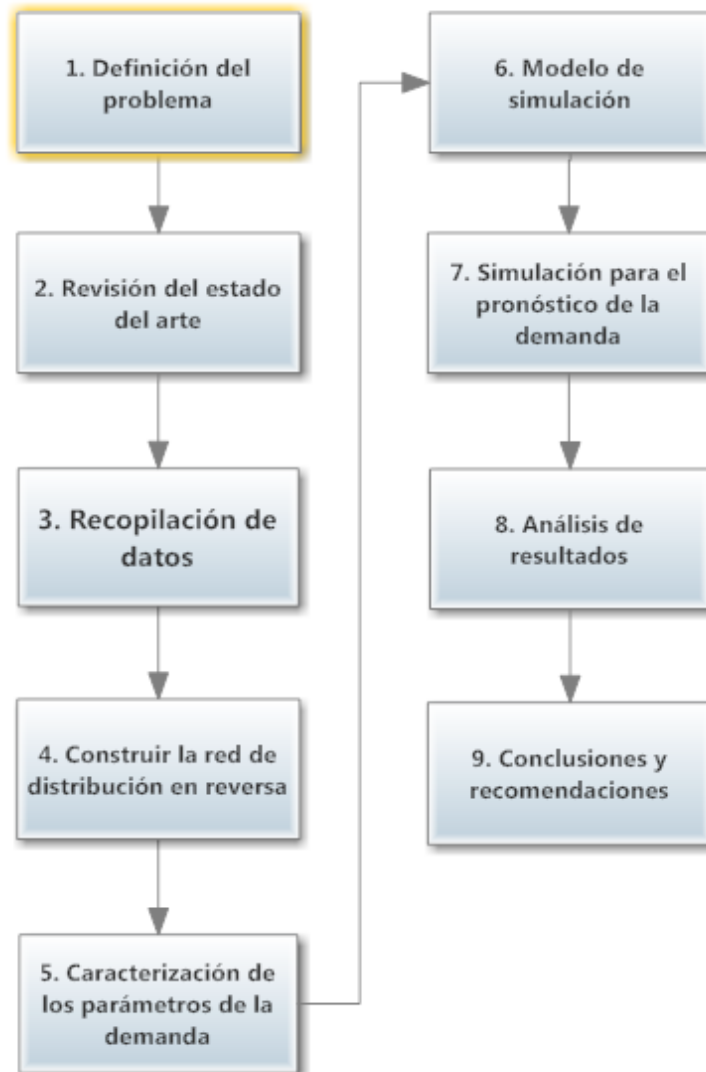 1. Definición del
problema
2. Revisión del estado
del arte
3. Recopilación de
datos
4. Construir la red de
distribución en reversa
5. Caracterización de
los parámetros de la
demanda
6. Modelo de
simulación
7. Simulación para el
pronóstico de la
demanda
8. Análisis de
resultados
9. Conclusiones y
recomendaciones